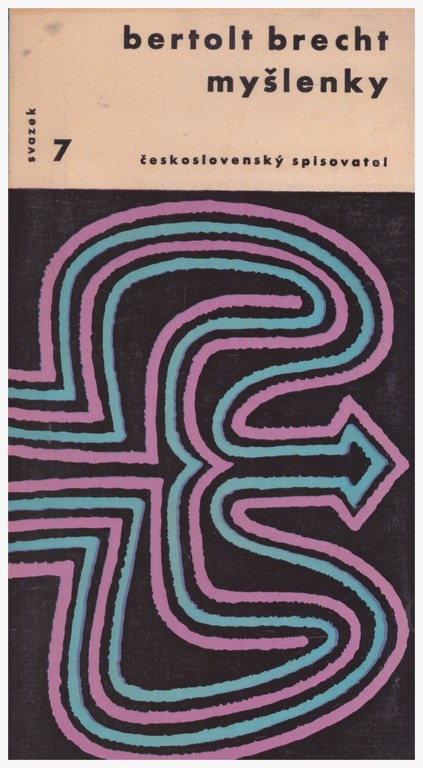 bertolt brecht
myšlenky
svazek 7
československý spisovatel